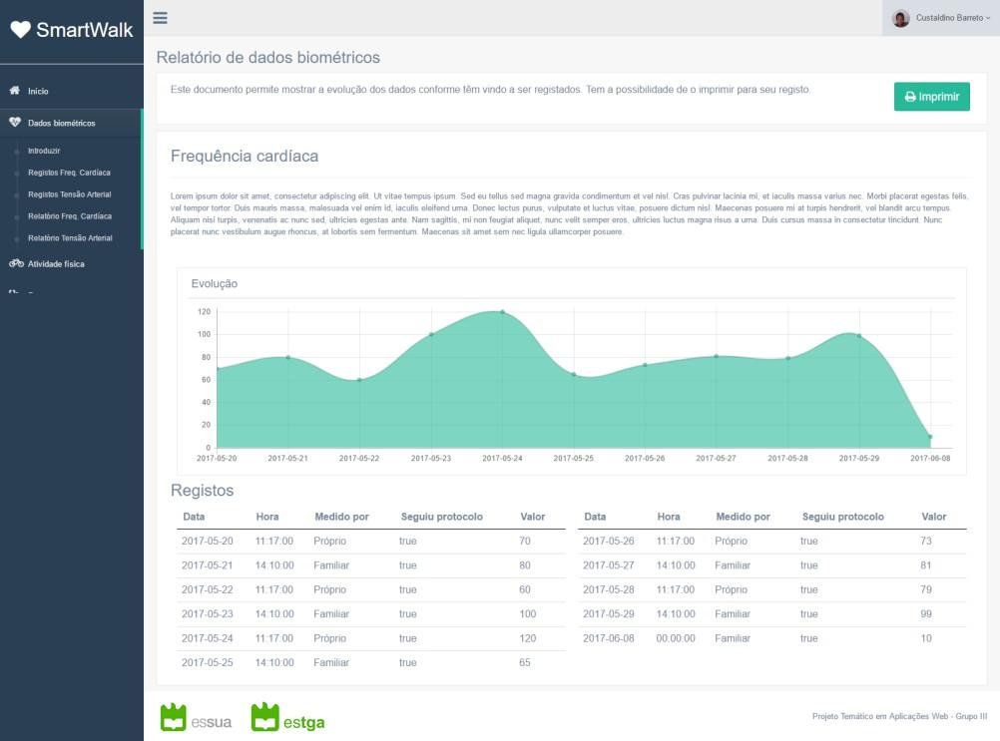 SmartWalk
Custaldino Barreto
Início
Dados biométricos
Introduzir
Registos Freq. Cardíaca
Registos Tensão Arterial
Relatório Freq. Cardíaca
Relatório Tensão Arterial
Atividade física
Relatório de dados biométricos
Este documento permite mostrar a evolução dos dados conforme têm vindo a ser registados. Tem a possibilidade de o imprimir para seu registo.
Imprimir
Frequência cardíaca
Lorem ipsum dolor sit amet, consectetur adipiscing elit. Ut vitae tempus ipsum. Sed eu tellus sed magna gravida condimentum et vel nisl. Cras pulvinar lacinia mi, et iaculis massa varius nec. Morbi placerat egestas felis,
vel tempor tortor. Duis mauris massa, malesuada vel enim id, iaculis eleifend urna. Donec lectus purus, vulputate et luctus vitae, posuere dictum nisl. Maecenas posuere mi at turpis hendrerit, vel blandit arcu tempus.
Aliquam nisl turpis, venenatis ac nunc sed, ultricies egestas ante. Nam sagittis, mi non feugiat aliquet, nunc velit semper eros, ultricies luctus magna risus a urna. Duis cursus massa in consectetur tincidunt. Nunc
placerat nunc vestibulum augue rhoncus, at lobortis sem fermentum. Maecenas sit amet sem nec ligula ullamcorper posuere.
Evolução
120
100
80
60
40
20
0
2017-05-20 2017-05-21 2017-05-22 2017-05-23 2017-05-24 2017-05-25 2017-05-26 2017-05-27 2017-05-28 2017-05-29 2017-06-08
Registos
Data Hora Medido por Seguiu protocolo Valor
2017-05-20 11:17:00 Próprio true 70
2017-05-21 14:10:00 Familiar true 80
2017-05-22 11:17:00 Próprio true 60
2017-05-23 14:10:00 Familiar true 100
2017-05-24 11:17:00 Próprio true 120
2017-05-25 14:10:00 Familiar true 65
Data Hora Medido por Seguiu protocolo Valor
2017-05-26 11:17:00 Próprio true 73
2017-05-27 14:10:00 Familiar true 81
2017-05-28 11:17:00 Próprio true 79
2017-05-29 14:10:00 Familiar true 99
2017-06-08 00:00:00 Familiar true 10
essua
estga
Projeto Temático em Aplicações Web - Grupo III